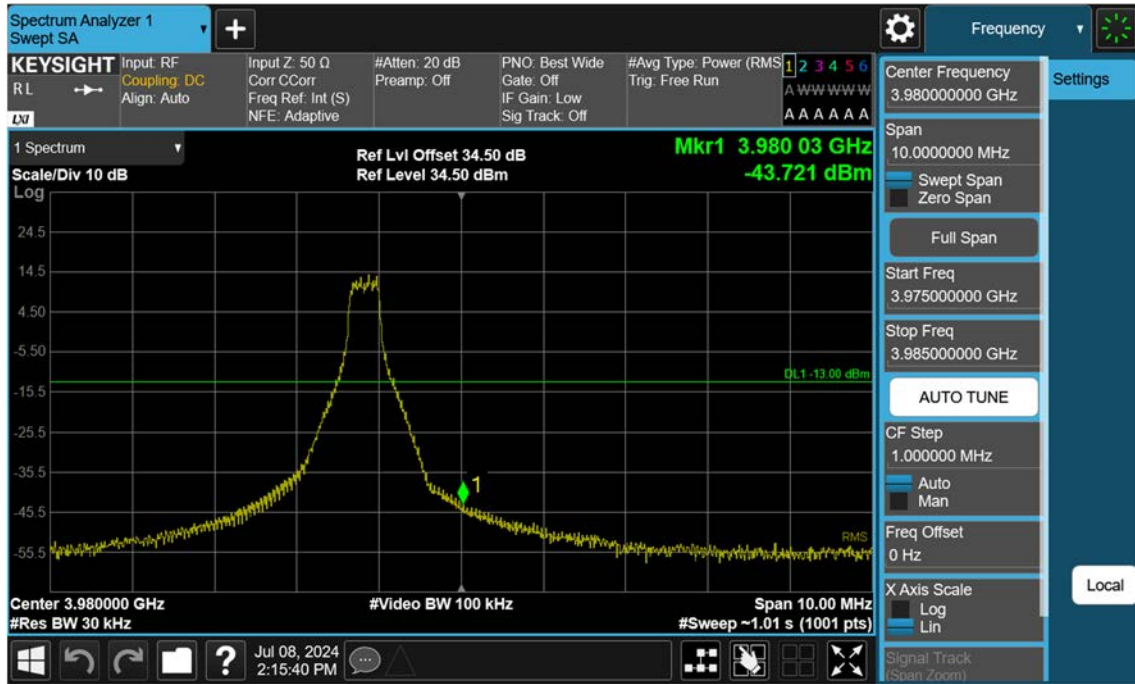 Spectrum Analyzer 1
Swept SA
+
Frequency
KEYSIGHT
RL
LXI
Input: RF
Coupling: DC
Align: Auto
Input Z: 50 Ω
Corr CCorr
Freq Ref: Int (S)
NFE: Adaptive
#Atten: 20 dB
Preamp: Off
PNO: Best Wide
Gate: Off
IF Gain: Low
Sig Track: Off
#Avg Type: Power (RMS
Trig: Free Run
1 2 3 4 5 6
A W W W W W
A A A A A A
1 Spectrum
Scale/Div 10 dB
Log
Ref Lvl Offset 34.50 dB
Ref Level 34.50 dBm
Mkr1 3.980 03 GHz
-43.721 dBm
24.5
14.5
4.50
-5.50
-15.5
-25.5
-35.5
-45.5
-55.5
DL1 -13.00 dBm
1
RMS
Center 3.980000 GHz
#Res BW 30 kHz
#Video BW 100 kHz
Span 10.00 MHz
#Sweep ~1.01 s (1001 pts)
Center Frequency
3.980000000 GHz
Settings
Span
10.0000000 MHz
Swept Span
Zero Span
Full Span
Start Freq
3.975000000 GHz
Stop Freq
3.985000000 GHz
AUTO TUNE
CF Step
1.000000 MHz
Auto
Man
Freq Offset
0 Hz
X Axis Scale
Log
Lin
Local
Signal Track
(Span Zoom)
?
Jul 08, 2024
2:15:40 PM